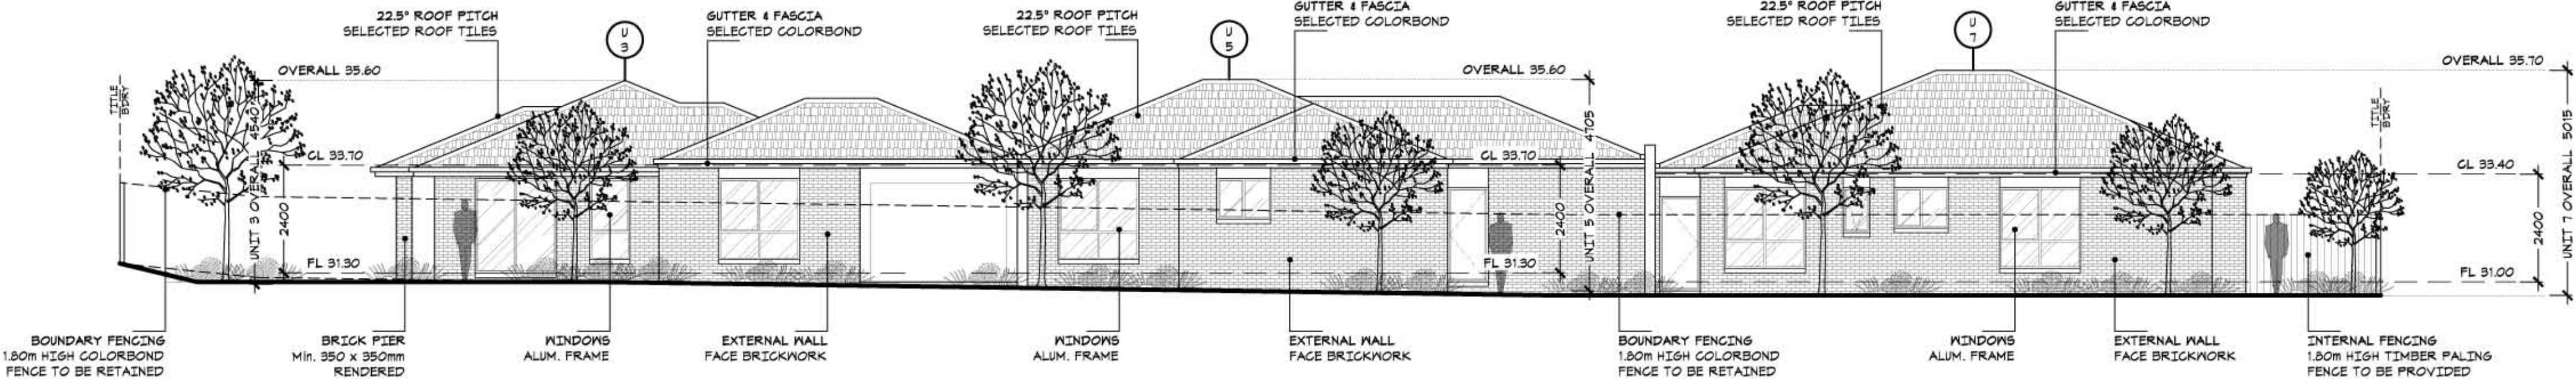 22.5° ROOF PITCH
SELECTED ROOF TILES
U
3
GUTTER & FASCIA
SELECTED COLORBOND
22.5° ROOF PITCH
SELECTED ROOF TILES
U
5
GUTTER & FASCIA
SELECTED COLORBOND
22.5° ROOF PITCH
SELECTED ROOF TILES
U
7
GUTTER & FASCIA
SELECTED COLORBOND
OVERALL 35.60
OVERALL 35.60
OVERALL 35.70
TITLE
BDRY
TITLE
BDRY
UNIT 3 OVERALL
CL 33.70
2400
FL 31.30
CL 33.70
2400
FL 31.30
UNIT 5 OVERALL 4705
CL 33.40
2400
FL 31.00
UNIT 7 OVERALL 5015
BOUNDARY FENCING
1.80m HIGH COLORBOND
FENCE TO BE RETAINED
BRICK PIER
Min. 350 x 350mm
RENDERED
WINDOWS
ALUM. FRAME
EXTERNAL WALL
FACE BRICKWORK
WINDOWS
ALUM. FRAME
EXTERNAL WALL
FACE BRICKWORK
BOUNDARY FENCING
1.80m HIGH COLORBOND
FENCE TO BE RETAINED
WINDOWS
ALUM. FRAME
EXTERNAL WALL
FACE BRICKWORK
INTERNAL FENCING
1.80m HIGH TIMBER PALING
FENCE TO BE PROVIDED